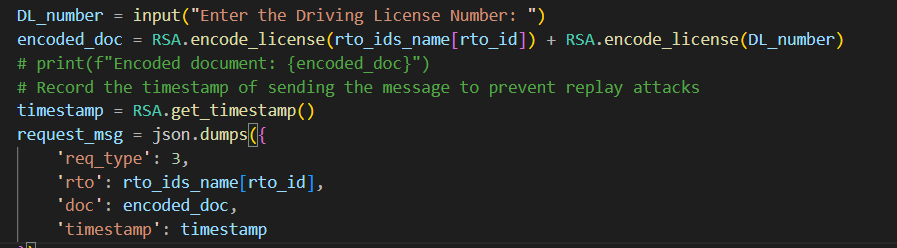 DL_number = input("Enter the Driving License Number: ")
encoded_doc = RSA.encode_license(rto_ids_name[rto_id]) + RSA.encode_license(DL_number)
# print(f"Encoded document: {encoded_doc}")
# Record the timestamp of sending the message to prevent replay attacks
timestamp = RSA.get_timestamp()
request_msg = json.dumps({
    'req_type': 3,
    'rto': rto_ids_name[rto_id],
    'doc': encoded_doc,
    'timestamp': timestamp